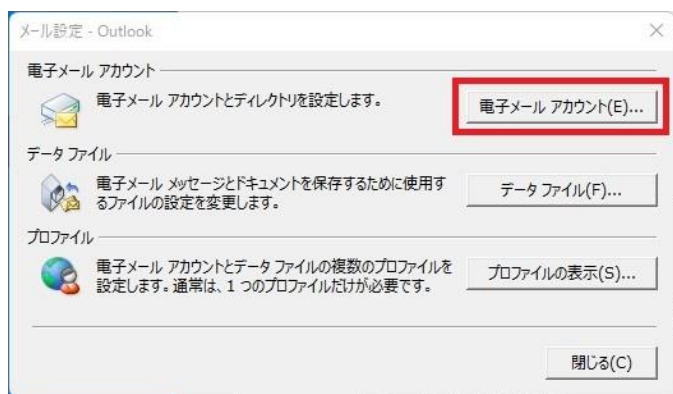 メール設定 - Outlook
電子メール アカウント
電子メール アカウントとディレクトリを設定します。
電子メール アカウント(E)...
データ ファイル
電子メール メッセージとドキュメントを保存するために使用す
るファイルの設定を変更します。
データ ファイル(F)...
プロファイル
電子メール アカウントとデータ ファイルの複数のプロファイルを
設定します。通常は、1 つのプロファイルだけが必要です。
プロファイルの表示(S)...
閉じる(C)